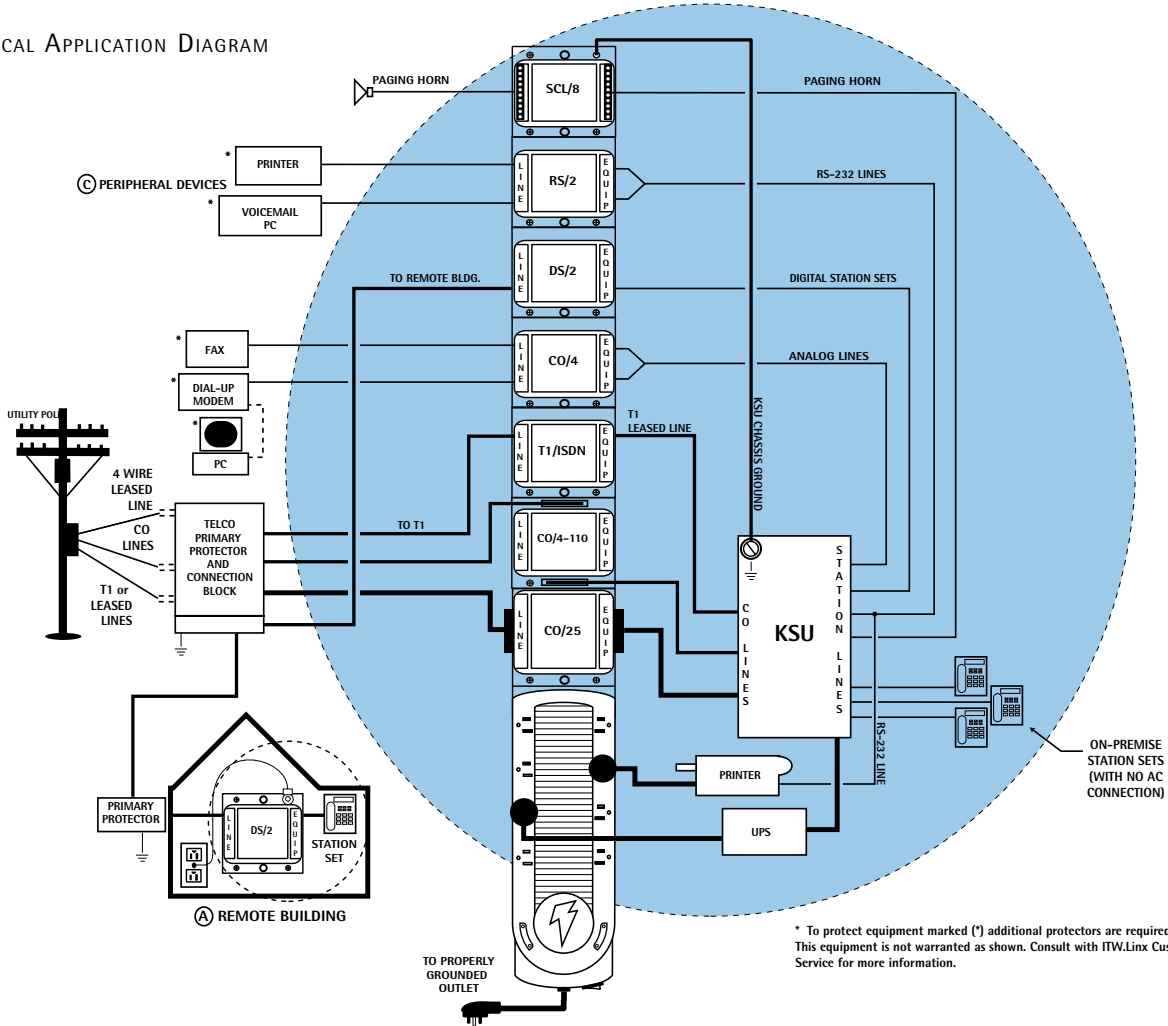 CAL APPLICATION DIAGRAM
PAGING HORN
SCL/8
PAGING HORN
* PRINTER
LINE
RS/2
EQUIP
RS-232 LINES
C PERIPHERAL DEVICES
* VOICEMAIL
PC
TO REMOTE BLDG.
LINE
DS/2
EQUIP
DIGITAL STATION SETS
* FAX
LINE
CO/4
EQUIP
ANALOG LINES
* DIAL-UP
MODEM
*
PC
KSU CHASSIS GROUND
T1
LEASED LINE
LINE
T1/ISDN
EQUIP
UTILITY POL
4 WIRE
LEASED
LINE
CO
LINES
T1 or
LEASED
LINES
TELCO
PRIMARY
PROTECTOR
AND
CONNECTION
BLOCK
TO T1
LINE
CO/4-110
EQUIP
LINE
CO/25
EQUIP
CO LINES
KSU
STATION LINES
RS-232 LINE
ON-PREMISE
STATION SETS
(WITH NO AC
CONNECTION)
PRINTER
UPS
PRIMARY
PROTECTOR
LINE
DS/2
EQUIP
STATION
SET
A REMOTE BUILDING
TO PROPERLY
GROUNDED
OUTLET
* To protect equipment marked (*) additional protectors are required
This equipment is not warranted as shown. Consult with ITW.Linx Cus
Service for more information.